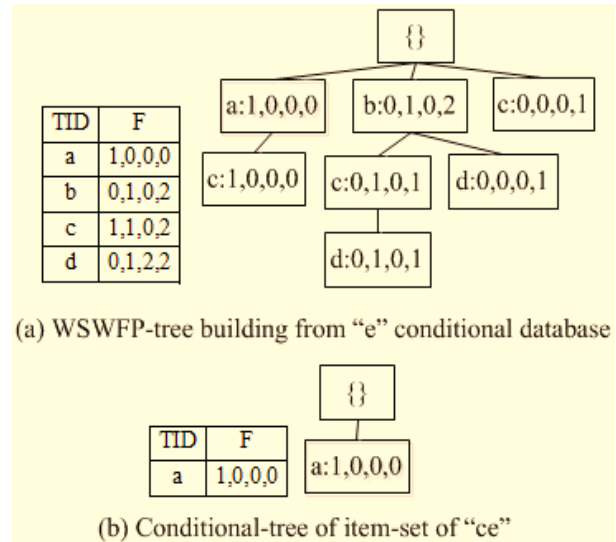 {}
a:1,0,0,0 b:0,1,0,2 c:0,0,0,1
TID F
a 1,0,0,0
b 0,1,0,2
c 1,1,0,2
d 0,1,2,2
c:1,0,0,0 c:0,1,0,1 d:0,0,0,1
d:0,1,0,1
(a) WSWFP-tree building from “e” conditional database
{}
TID F
a 1,0,0,0
a:1,0,0,0
(b) Conditional-tree of item-set of “ce”